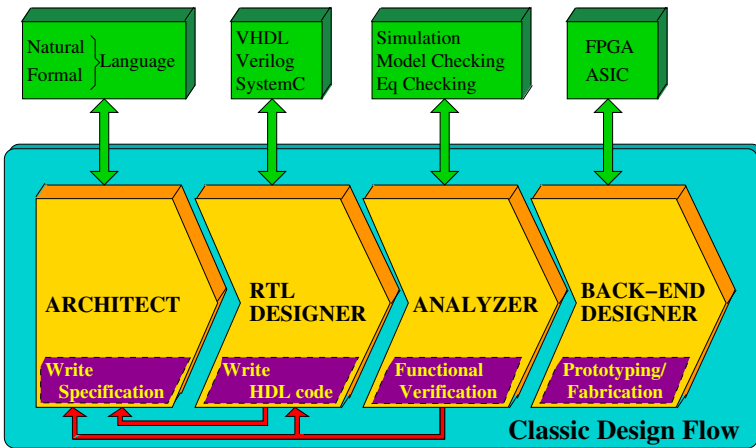 Natural
Formal
Language
VHDL
Verilog
SystemC
Simulation
Model Checking
Eq Checking
FPGA
ASIC
ARCHITECT
Write
Specification
RTL
DESIGNER
Write
HDL code
ANALYZER
Functional
Verification
BACK−END
DESIGNER
Prototyping/
Fabrication
Classic Design Flow